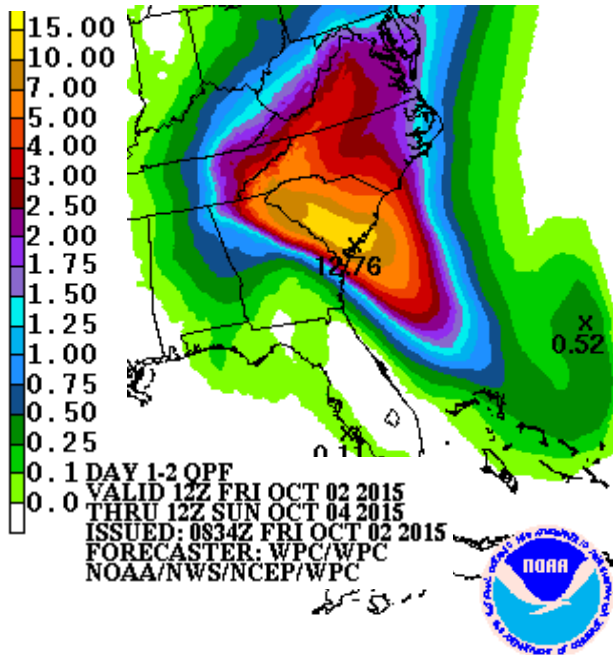 15.00
10.00
7.00
5.00
4.00
3.00
2.50
2.00
1.75
1.50
1.25
1.00
0.75
0.50
0.25
0.1
0.0
12.76
x
0.52
x
0.11
DAY 1-2 QPF
VALID 12Z FRI OCT 02 2015
THRU 12Z SUN OCT 04 2015
ISSUED: 0834Z FRI OCT 02 2015
FORECASTER: WPC/WPC
NOAA/NWS/NCEP/WPC
NOAA